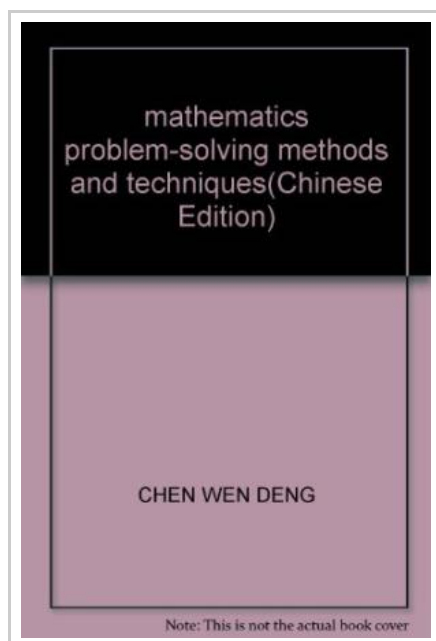 mathematics
problem-solving methods
and techniques(Chinese
Edition)
CHEN WEN DENG
Note: This is not the actual book cover